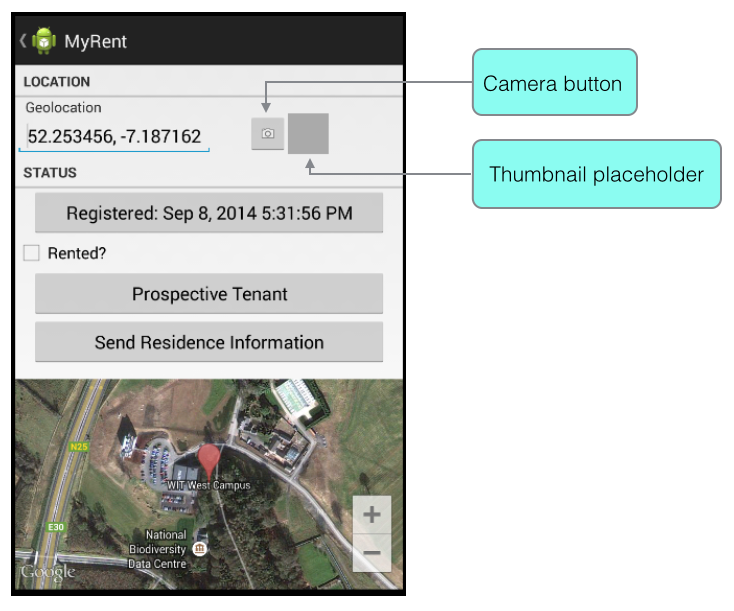 MyRent
LOCATION
Geolocation
52.253456, -7.187162
Camera button
Thumbnail placeholder
STATUS
Registered: Sep 8, 2014 5:31:56 PM
Rented?
Prospective Tenant
Send Residence Information
N25
WIT West Campus
E30
National
Biodiversity
Data Centre
+
−
Google